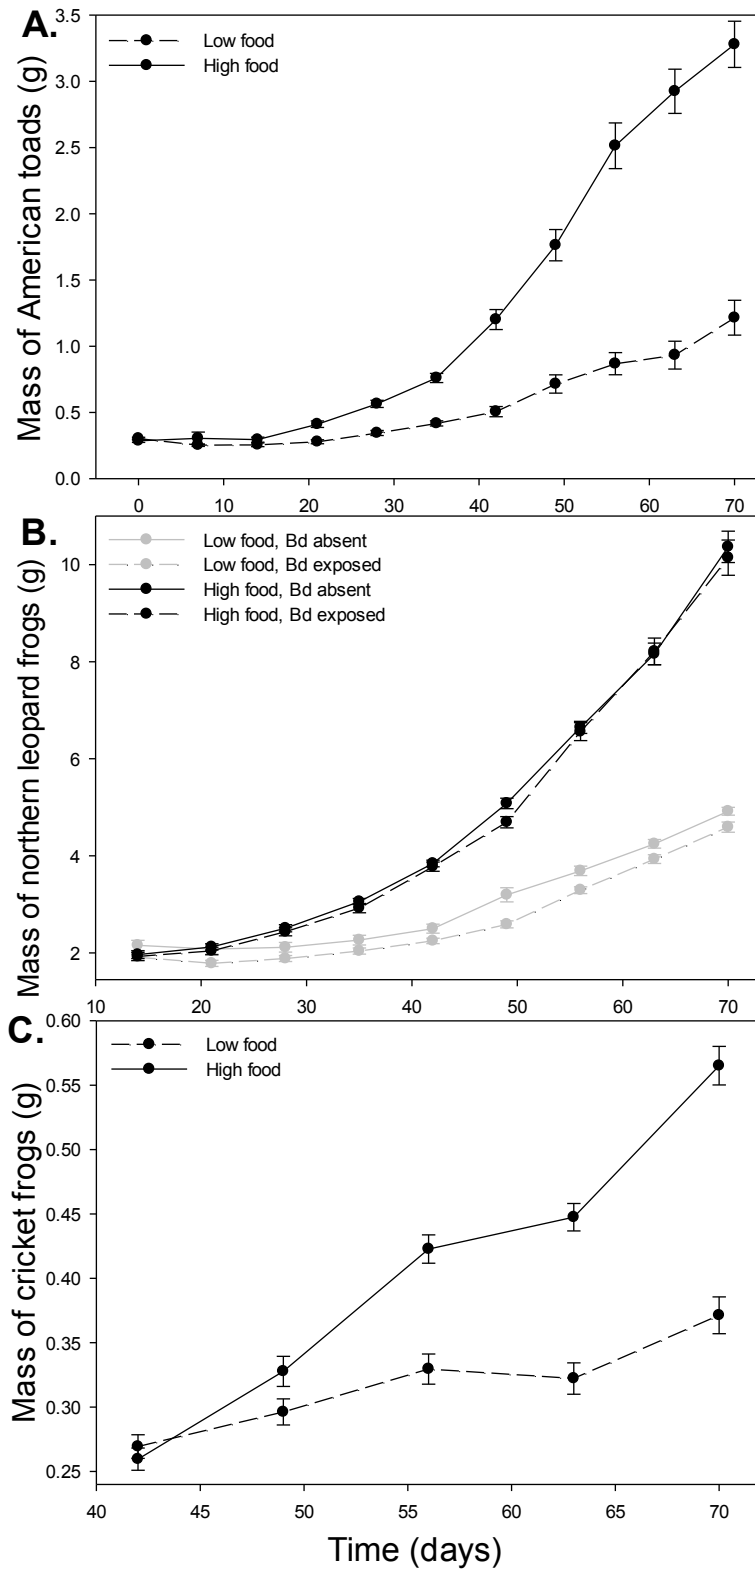 A.
Mass of American toads (g)
3.5
3.0
2.5
2.0
1.5
1.0
0.5
0.0
Low food
High food
0 10 20 30 40 50 60 70
B.
Mass of northern leopard frogs (g)
10
8
6
4
2
Low food, Bd absent
Low food, Bd exposed
High food, Bd absent
High food, Bd exposed
10 20 30 40 50 60 70
C.
Mass of cricket frogs (g)
0.60
0.55
0.50
0.45
0.40
0.35
0.30
0.25
Low food
High food
40 45 50 55 60 65 70
Time (days)